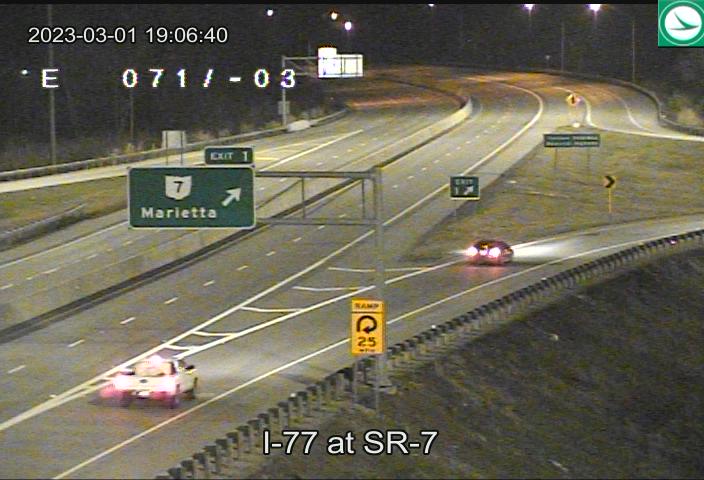 2023-03-01 19:06:40
E 071/-03
EXIT 1
7
Marietta
EXIT
1
RAMP
25
MPH
I-77 at SR-7